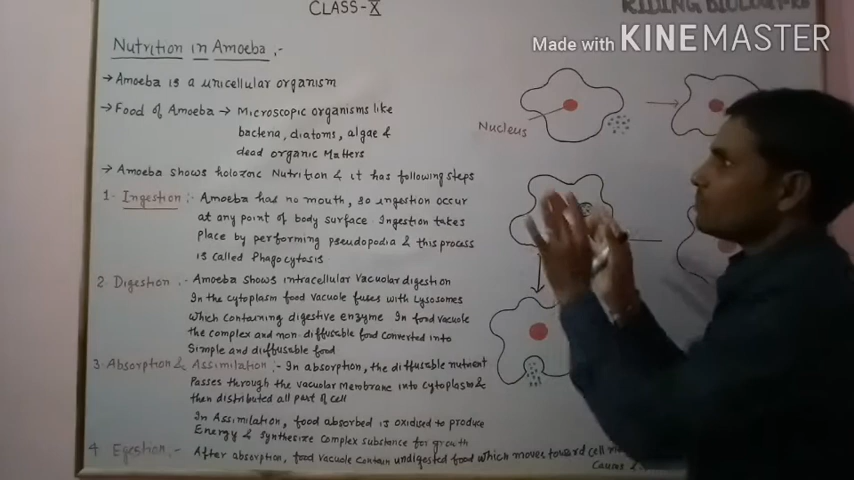 CLASS-X
RIDING BIOLOGY
Made with KINEMASTER
Nutrition in Amoeba :-
→ Amoeba is a unicellular organism
→ Food of Amoeba → Microscopic organisms like
bacteria, diatoms, algae &
dead organic Matters
→ Amoeba shows holozoic Nutrition & it has following steps
1. Ingestion :- Amoeba has no mouth, so ingestion occur
at any point of body surface Ingestion takes
place by performing pseudopodia & this process
is called Phagocytosis
2. Digestion :- Amoeba shows intracellular vacuolar digestion
In the cytoplasm food vacuole fuses with Lysosomes
which containing digestive enzyme In food vacuole
the complex and non diffusable food converted into
Simple and diffusable food
3. Absorption & Assimilation :- In absorption, the diffusable nutrient
Passes through the vacuolar Membrane into cytoplasm &
then distributed all part of cell
In Assimilation, food absorbed is oxidised to produce
Energy & synthesize complex substance for growth
4 Egestion :- After absorption, food vacuole contain undigested food which moves toward cell
Causes &
Nucleus